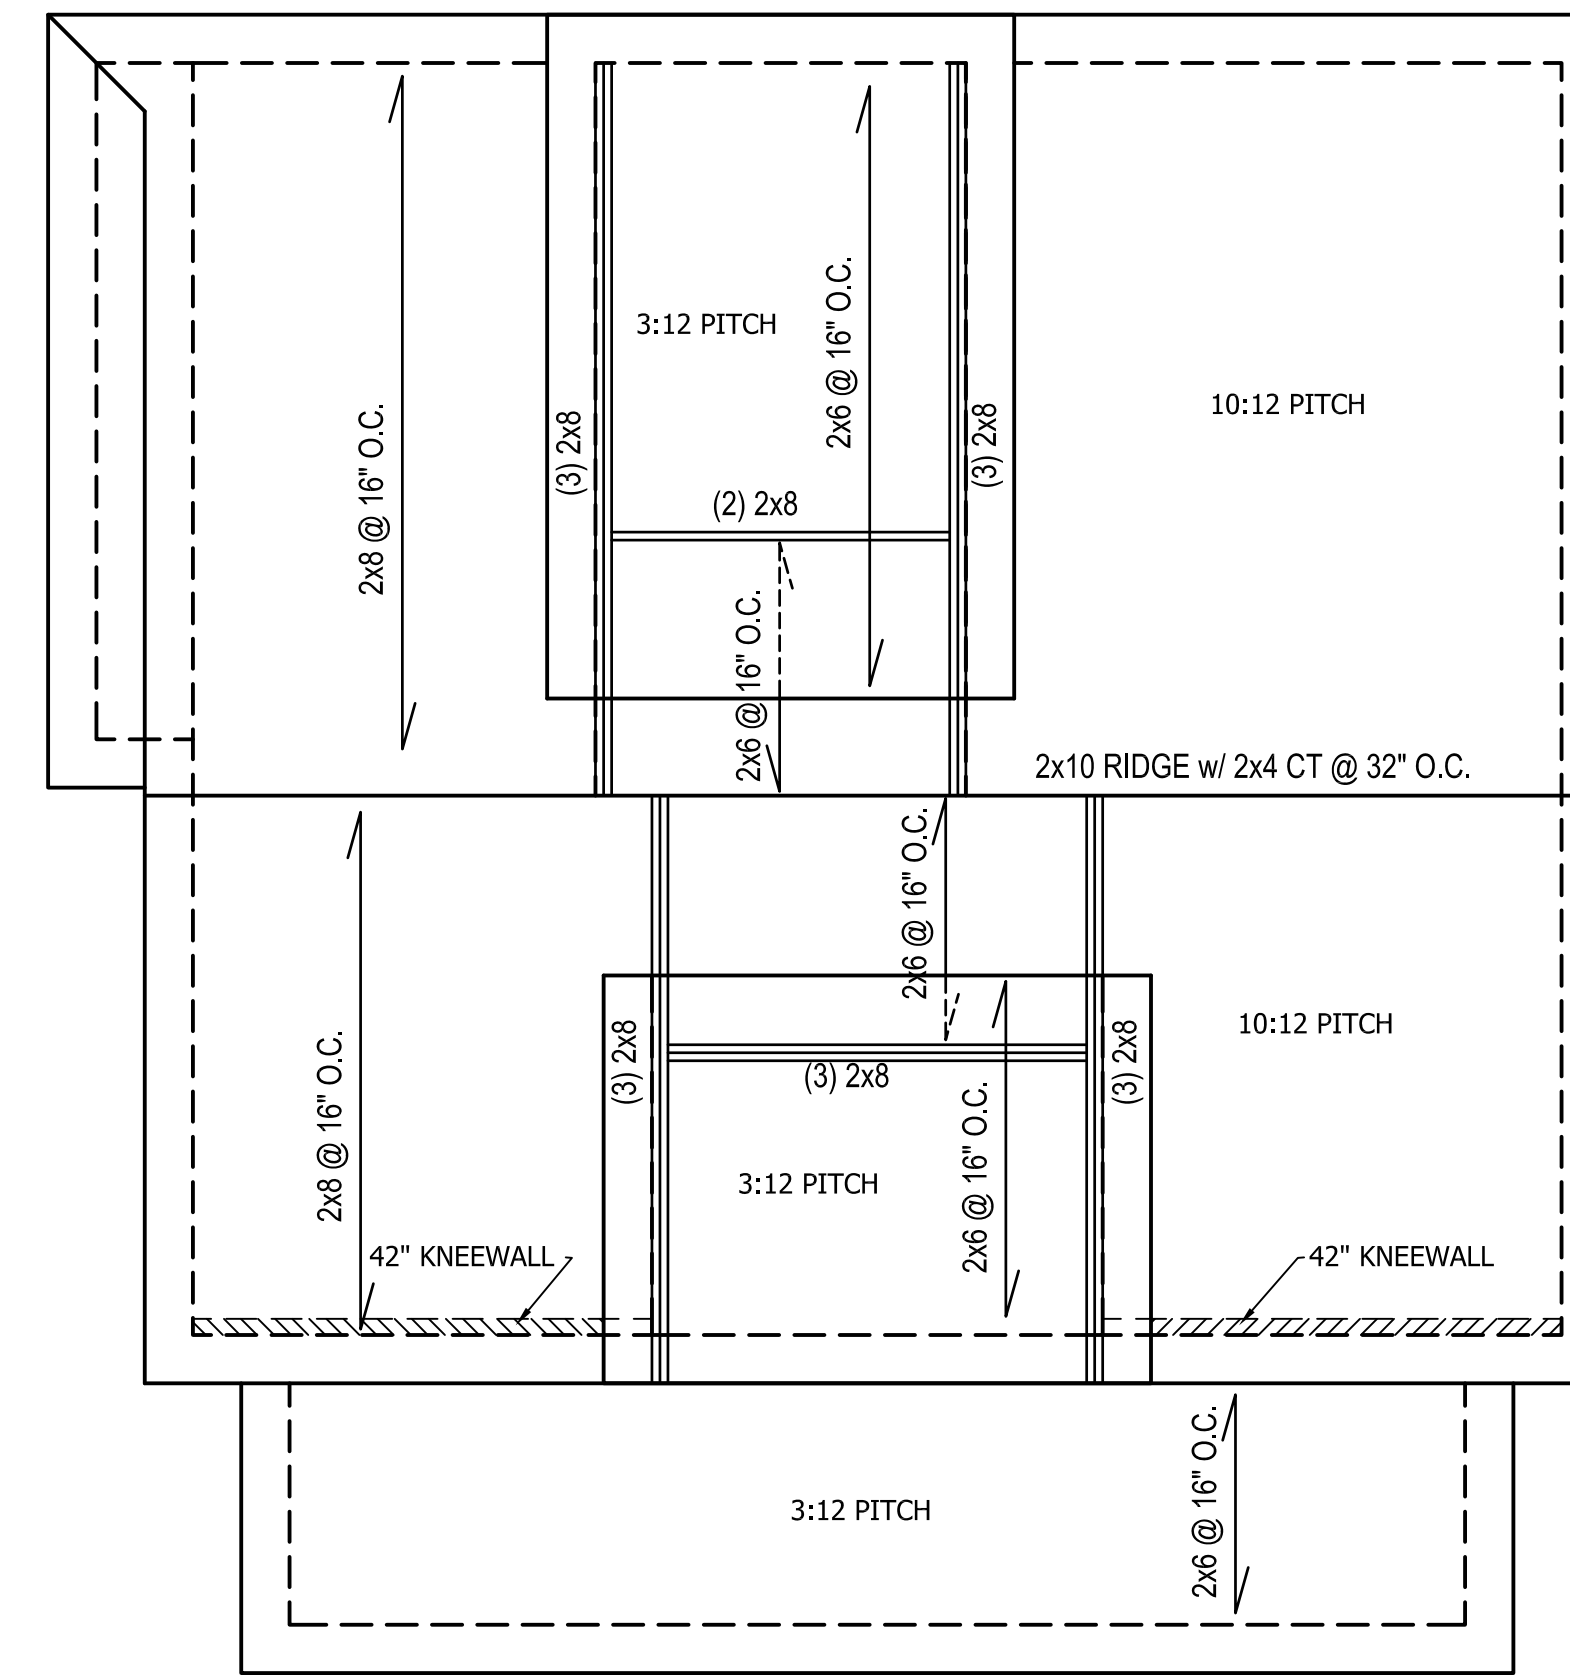 3:12 PITCH
2x6 @ 16" O.C.
10:12 PITCH
2x8 @ 16" O.C.
(3) 2x8
(3) 2x8
(2) 2x8
2x6 @ 16" O.C.
2x10 RIDGE w/ 2x4 CT @ 32" O.C.
2x6 @ 16" O.C.
10:12 PITCH
(3) 2x8
(3) 2x8
(3) 2x8
2x8 @ 16" O.C.
2x6 @ 16" O.C.
3:12 PITCH
42" KNEEWALL
42" KNEEWALL
3:12 PITCH
2x6 @ 16" O.C.